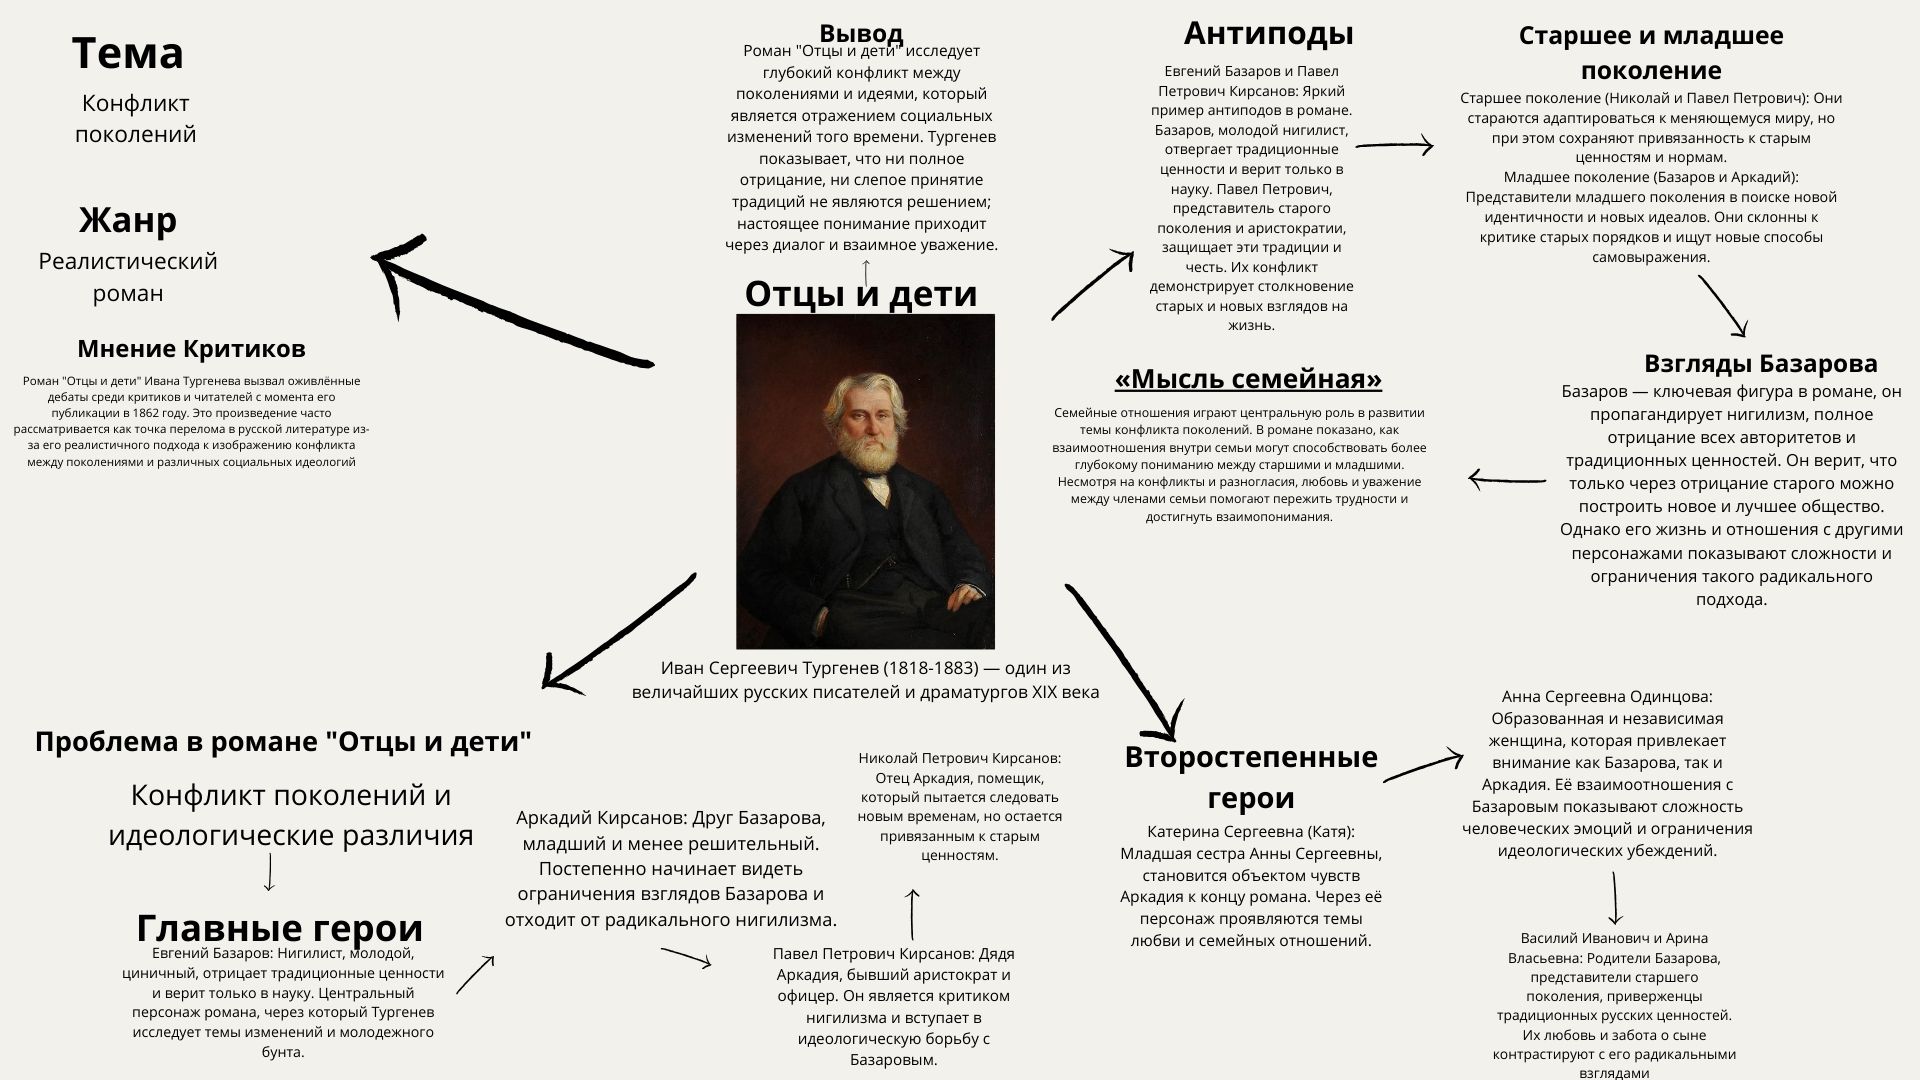 Тема
Конфликт
поколений
Жанр
Реалистический
роман
Мнение Критиков
Роман "Отцы и дети" Ивана Тургенева вызвал оживлённые
дебаты среди критиков и читателей с момента его
публикации в 1862 году. Это произведение часто
рассматривается как точка перелома в русской литературе из-
за его реалистичного подхода к изображению конфликта
между поколениями и различных социальных идеологий
Вывод
Роман "Отцы и дети" исследует
глубокий конфликт между
поколениями и идеями, который
является отражением социальных
изменений того времени. Тургенев
показывает, что ни полное
отрицание, ни слепое принятие
традиций не являются решением;
настоящее понимание приходит
через диалог и взаимное уважение.
Отцы и дети
Иван Сергеевич Тургенев (1818-1883) — один из
величайших русских писателей и драматургов XIX века
Антиподы
Евгений Базаров и Павел
Петрович Кирсанов: Яркий
пример антиподов в романе.
Базаров, молодой нигилист,
отвергает традиционные
ценности и верит только в
науку. Павел Петрович,
представитель старого
поколения и аристократии,
защищает эти традиции и
честь. Их конфликт
демонстрирует столкновение
старых и новых взглядов на
жизнь.
Старшее и младшее
поколение
Старшее поколение (Николай и Павел Петрович): Они
стараются адаптироваться к меняющемуся миру, но
при этом сохраняют привязанность к старым
ценностям и нормам.
Младшее поколение (Базаров и Аркадий):
Представители младшего поколения в поиске новой
идентичности и новых идеалов. Они склонны к
критике старых порядков и ищут новые способы
самовыражения.
Взгляды Базарова
Базаров — ключевая фигура в романе, он
пропагандирует нигилизм, полное
отрицание всех авторитетов и
традиционных ценностей. Он верит, что
только через отрицание старого можно
построить новое и лучшее общество.
Однако его жизнь и отношения с другими
персонажами показывают сложности и
ограничения такого радикального
подхода.
«Мысль семейная»
Семейные отношения играют центральную роль в развитии
темы конфликта поколений. В романе показано, как
взаимоотношения внутри семьи могут способствовать более
глубокому пониманию между старшими и младшими.
Несмотря на конфликты и разногласия, любовь и уважение
между членами семьи помогают пережить трудности и
достигнуть взаимопонимания.
Проблема в романе "Отцы и дети"
Конфликт поколений и
идеологические различия
Главные герои
Евгений Базаров: Нигилист, молодой,
циничный, отрицает традиционные ценности
и верит только в науку. Центральный
персонаж романа, через который Тургенев
исследует темы изменений и молодежного
бунта.
Аркадий Кирсанов: Друг Базарова,
младший и менее решительный.
Постепенно начинает видеть
ограничения взглядов Базарова и
отходит от радикального нигилизма.
Павел Петрович Кирсанов: Дядя
Аркадия, бывший аристократ и
офицер. Он является критиком
нигилизма и вступает в
идеологическую борьбу с
Базаровым.
Николай Петрович Кирсанов:
Отец Аркадия, помещик,
который пытается следовать
новым временам, но остается
привязанным к старым
ценностям.
Второстепенные
герои
Катерина Сергеевна (Катя):
Младшая сестра Анны Сергеевны,
становится объектом чувств
Аркадия к концу романа. Через её
персонаж проявляются темы
любви и семейных отношений.
Анна Сергеевна Одинцова:
Образованная и независимая
женщина, которая привлекает
внимание как Базарова, так и
Аркадия. Её взаимоотношения с
Базаровым показывают сложность
человеческих эмоций и ограничения
идеологических убеждений.
Василий Иванович и Арина
Власьевна: Родители Базарова,
представители старшего
поколения, приверженцы
традиционных русских ценностей.
Их любовь и забота о сыне
контрастируют с его радикальными
взглядами